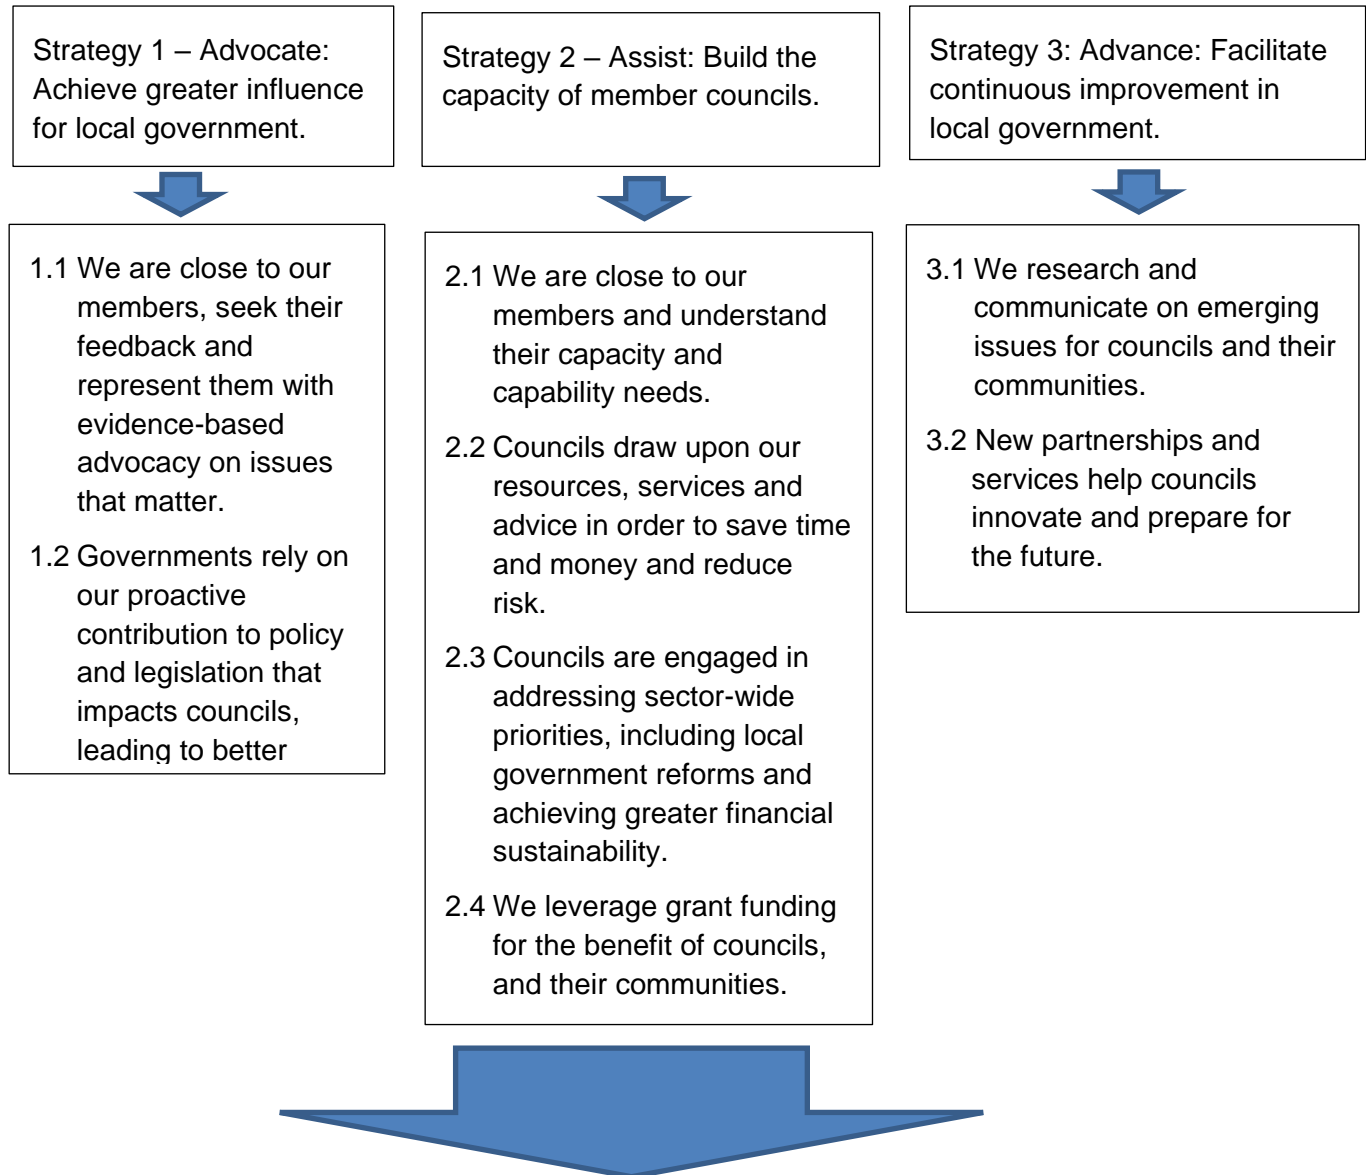 Strategy 1 – Advocate:
Achieve greater influence
for local government.
Strategy 2 – Assist: Build the
capacity of member councils.
Strategy 3: Advance: Facilitate
continuous improvement in
local government.
1.1 We are close to our
members, seek their
feedback and
represent them with
evidence-based
advocacy on issues
that matter.
1.2 Governments rely on
our proactive
contribution to policy
and legislation that
impacts councils,
leading to better
2.1 We are close to our
members and understand
their capacity and
capability needs.
2.2 Councils draw upon our
resources, services and
advice in order to save time
and money and reduce
risk.
2.3 Councils are engaged in
addressing sector-wide
priorities, including local
government reforms and
achieving greater financial
sustainability.
2.4 We leverage grant funding
for the benefit of councils,
and their communities.
3.1 We research and
communicate on emerging
issues for councils and their
communities.
3.2 New partnerships and
services help councils
innovate and prepare for
the future.